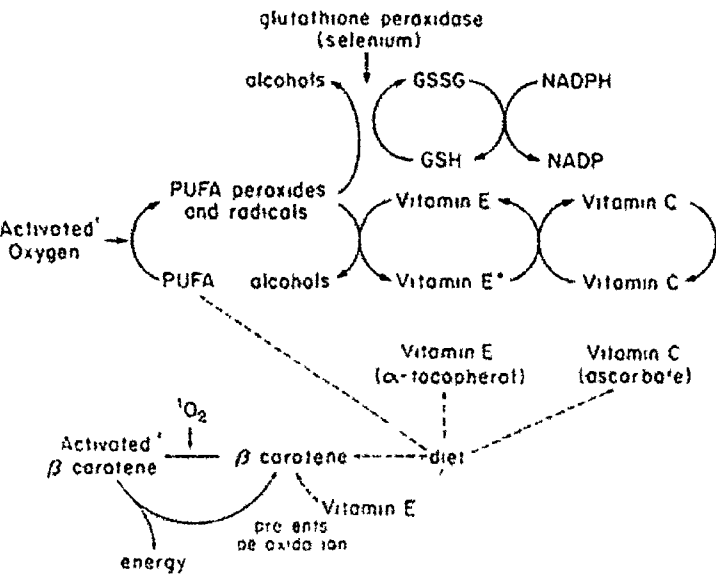 glutathione peroxidase
(selenium)
alcohols
GSSG
NADPH
GSH
NADP
PUFA peroxides
and radicals
Vitamin E
Vitamin C
Activated
Oxygen
PUFA
alcohols
Vitamin E•
Vitamin C
Vitamin E
(α-tocopherol)
Vitamin C
(ascorbate)
¹O₂
Activated
β carotene
β carotene
diet
Vitamin E
energy